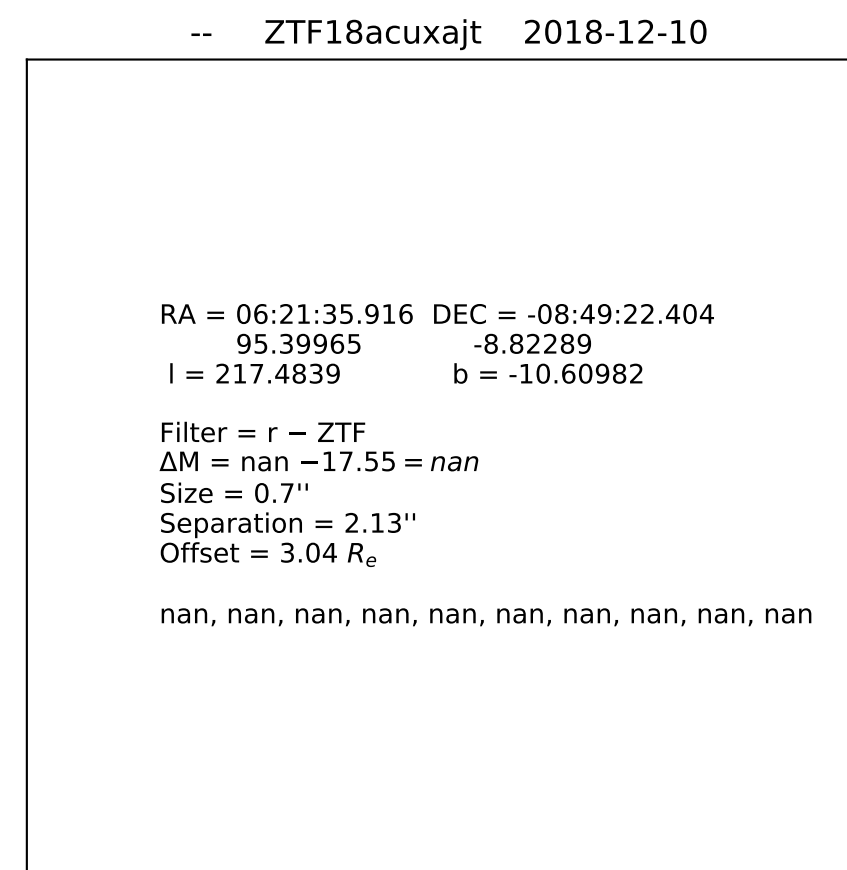 -- ZTF18acuxajt 2018-12-10
RA = 06:21:35.916 DEC = -08:49:22.404
95.39965 -8.82289
l = 217.4839 b = -10.60982
Filter = r − ZTF
ΔM = nan −17.55 = nan
Size = 0.7''
Separation = 2.13''
Offset = 3.04 Rₑ
nan, nan, nan, nan, nan, nan, nan, nan, nan, nan